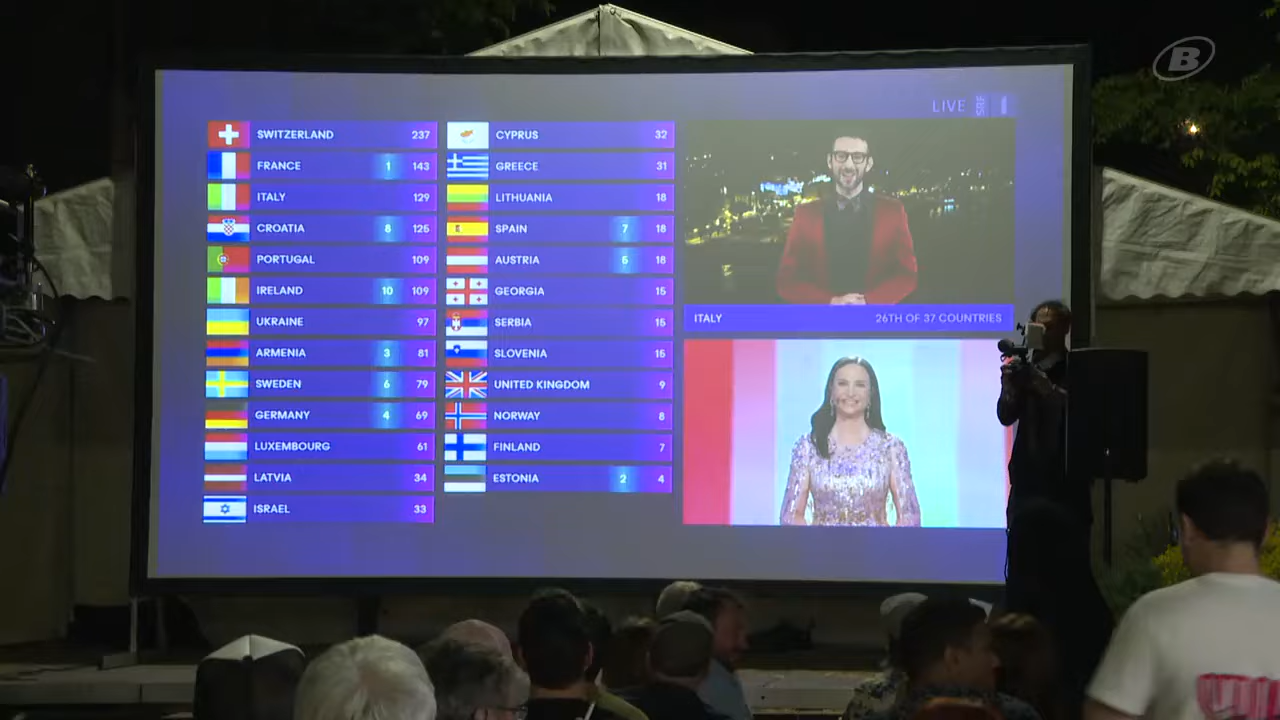 B
LIVE SRF 1
SWITZERLAND 237
FRANCE 1 143
ITALY 129
CROATIA 8 125
PORTUGAL 109
IRELAND 10 109
UKRAINE 97
ARMENIA 3 81
SWEDEN 6 79
GERMANY 4 69
LUXEMBOURG 61
LATVIA 34
ISRAEL 33
CYPRUS 32
GREECE 31
LITHUANIA 18
SPAIN 7 18
AUSTRIA 5 18
GEORGIA 15
SERBIA 15
SLOVENIA 15
UNITED KINGDOM 9
NORWAY 8
FINLAND 7
ESTONIA 2 4
ITALY 26TH OF 37 COUNTRIES